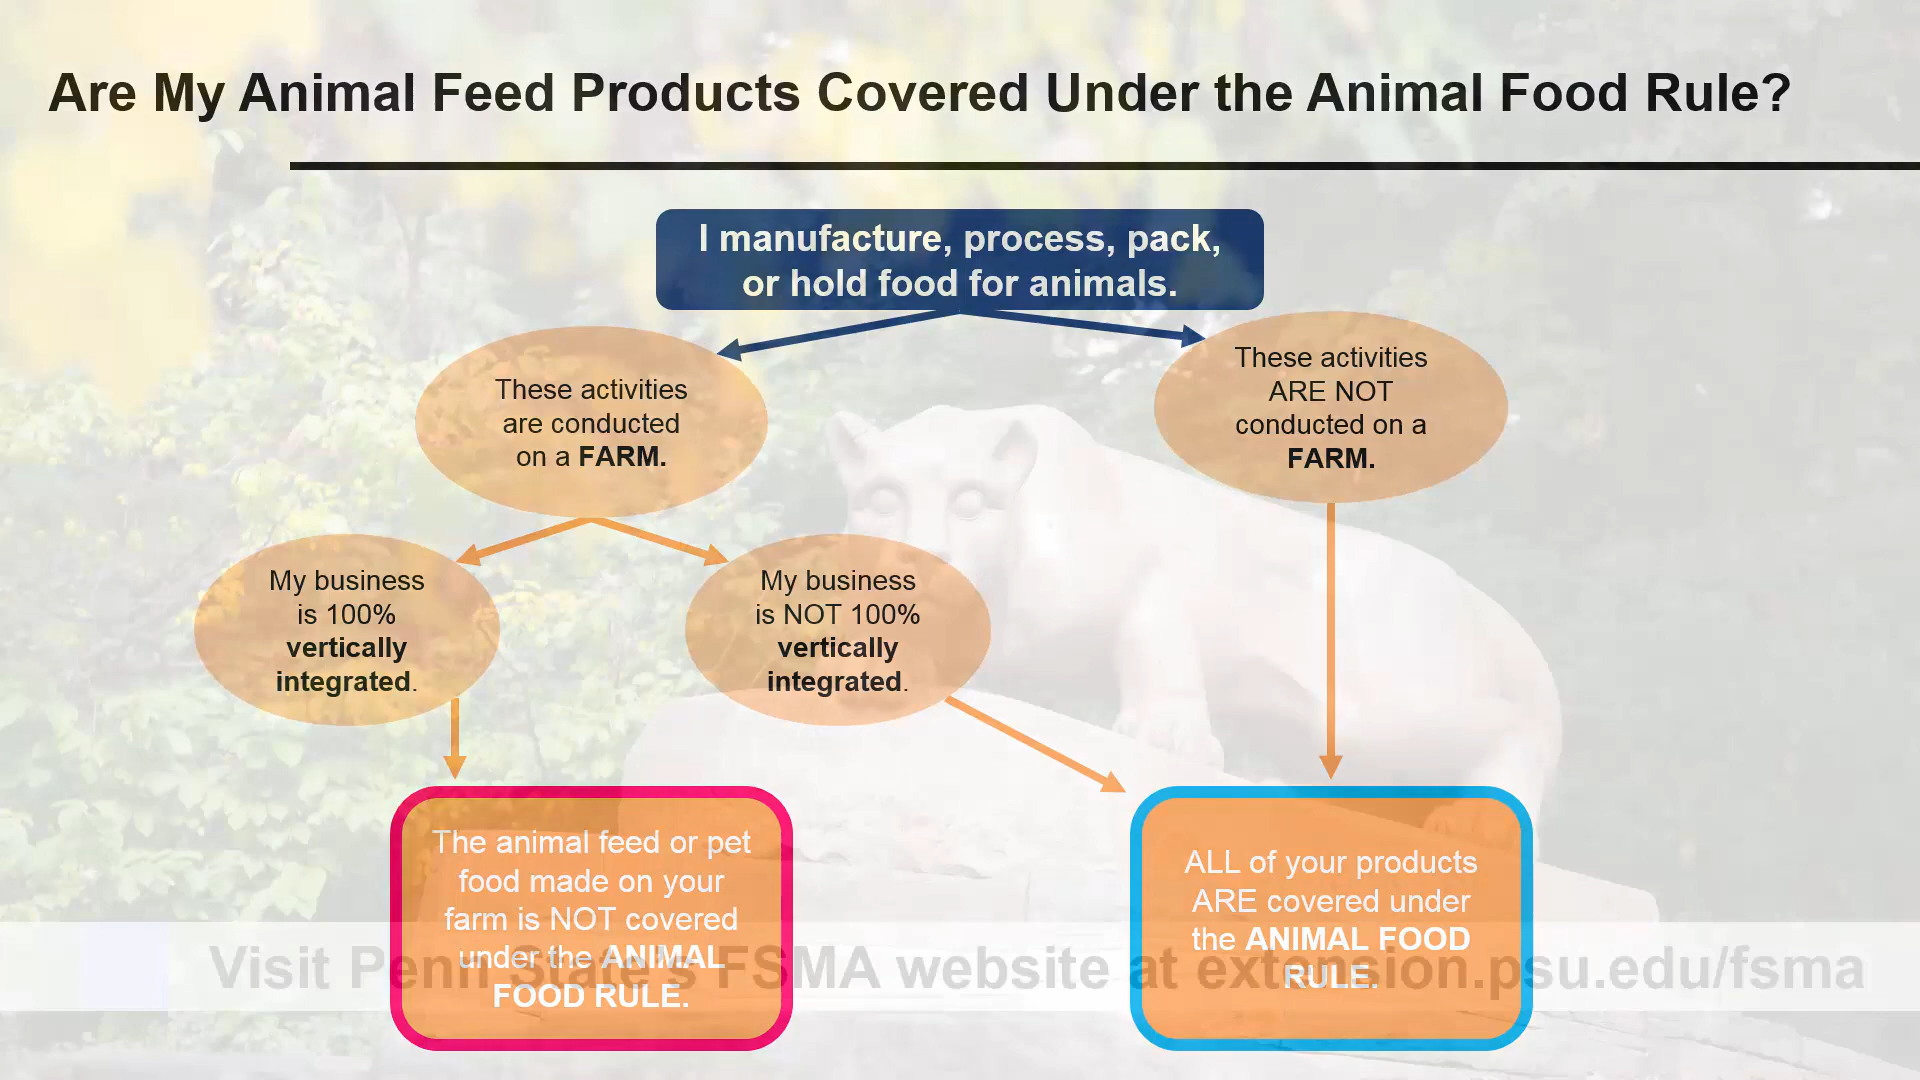 Are My Animal Feed Products Covered Under the Animal Food Rule?
I manufacture, process, pack,
or hold food for animals.
These activities
are conducted
on a FARM.
These activities
ARE NOT
conducted on a
FARM.
My business
is 100%
vertically
integrated.
My business
is NOT 100%
vertically
integrated.
The animal feed or pet
food made on your
farm is NOT covered
under the ANIMAL
FOOD RULE.
ALL of your products
ARE covered under
the ANIMAL FOOD
RULE.
Visit Penn State's FSMA website at extension.psu.edu/fsma